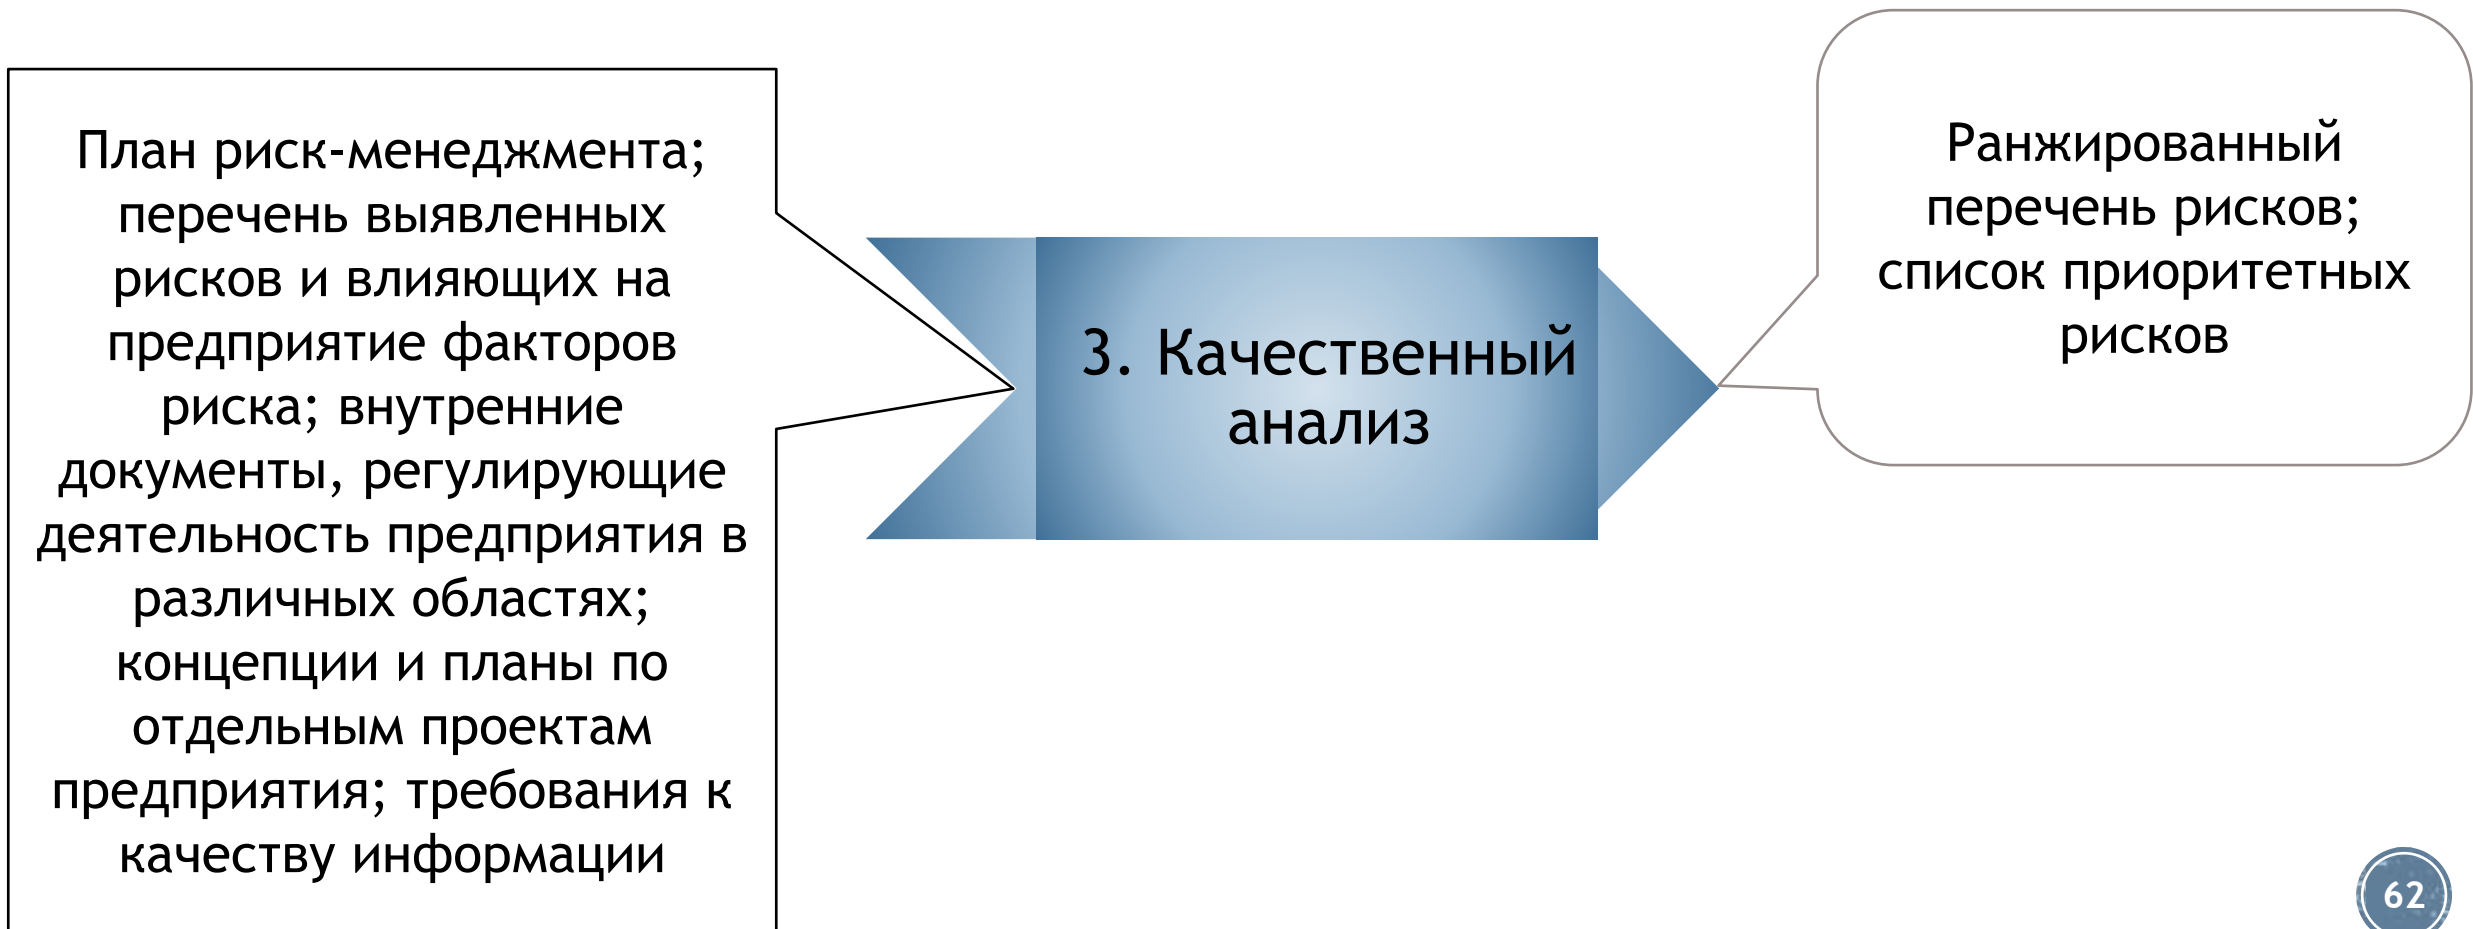 План риск-менеджмента;
перечень выявленных
рисков и влияющих на
предприятие факторов
риска; внутренние
документы, регулирующие
деятельность предприятия в
различных областях;
концепции и планы по
отдельным проектам
предприятия; требования к
качеству информации
3. Качественный
анализ
Ранжированный
перечень рисков;
список приоритетных
рисков
62